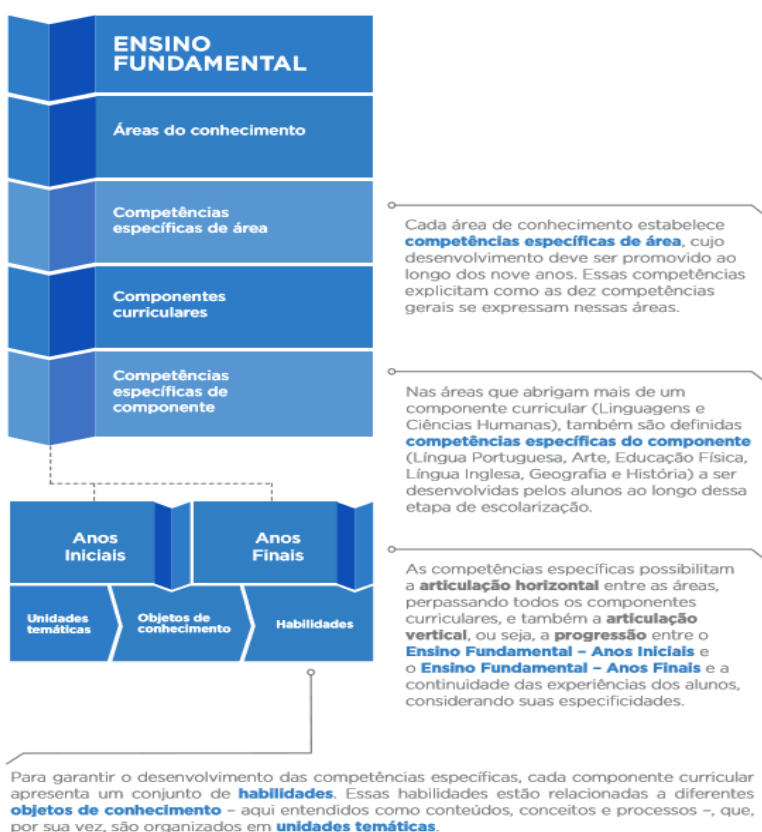 ENSINO
FUNDAMENTAL
Áreas do conhecimento
Competências
específicas de área
Componentes
curriculares
Competências
específicas de
componente
Anos
Iniciais
Anos
Finais
Unidades
temáticas
Objetos de
conhecimento
Habilidades
Cada área de conhecimento estabelece
competências específicas de área, cujo
desenvolvimento deve ser promovido ao
longo dos nove anos. Essas competências
explicitam como as dez competências
gerais se expressam nessas áreas.
Nas áreas que abrigam mais de um
componente curricular (Linguagens e
Ciências Humanas), também são definidas
competências específicas do componente
(Língua Portuguesa, Arte, Educação Física,
Língua Inglesa, Geografia e História) a ser
desenvolvidas pelos alunos ao longo dessa
etapa de escolarização.
As competências específicas possibilitam
a articulação horizontal entre as áreas,
perpassando todos os componentes
curriculares, e também a articulação
vertical, ou seja, a progressão entre o
Ensino Fundamental – Anos Iniciais e
o Ensino Fundamental – Anos Finais e a
continuidade das experiências dos alunos,
considerando suas especificidades.
Para garantir o desenvolvimento das competências específicas, cada componente curricular
apresenta um conjunto de habilidades. Essas habilidades estão relacionadas a diferentes
objetos de conhecimento – aqui entendidos como conteúdos, conceitos e processos –, que,
por sua vez, são organizados em unidades temáticas.